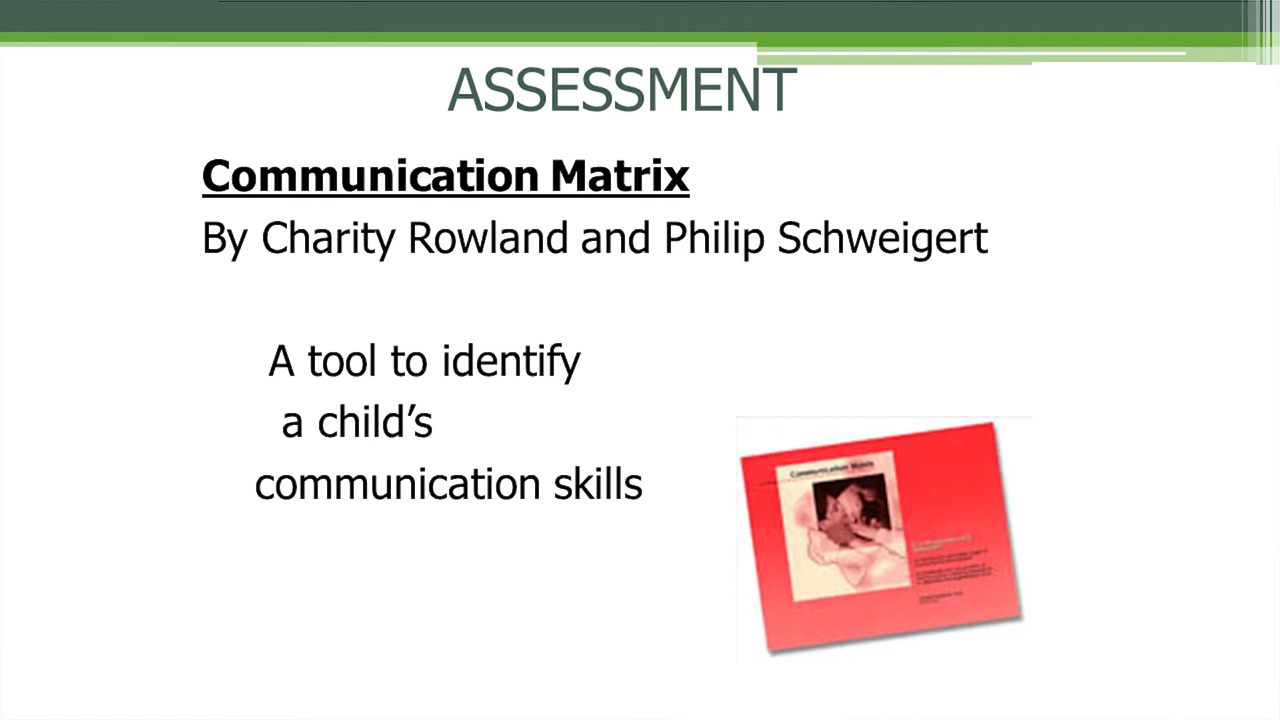 ASSESSMENT
Communication Matrix
By Charity Rowland and Philip Schweigert
A tool to identify
a child’s
communication skills
Communication Matrix